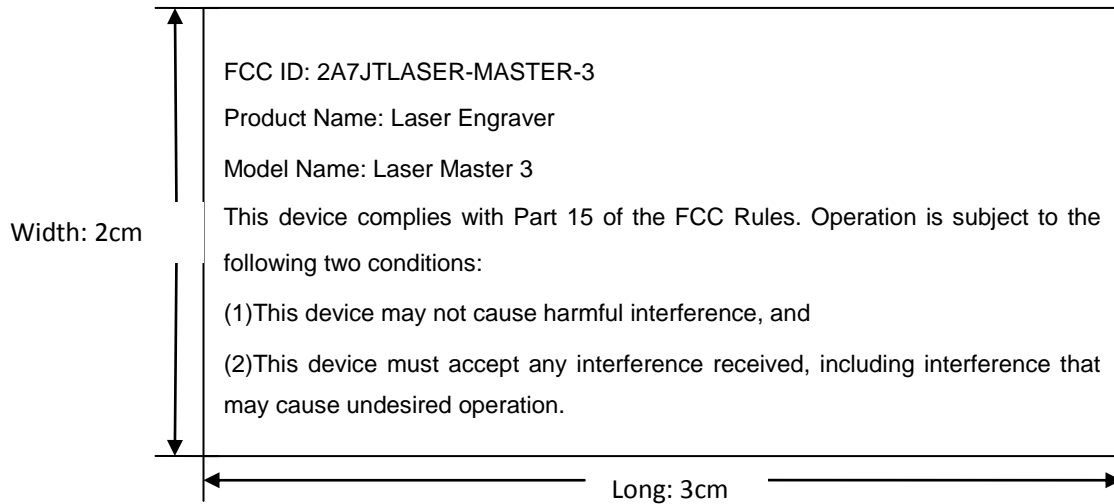 FCC ID: 2A7JTLASER-MASTER-3
Product Name: Laser Engraver
Model Name: Laser Master 3
This device complies with Part 15 of the FCC Rules. Operation is subject to the
following two conditions:
(1)This device may not cause harmful interference, and
(2)This device must accept any interference received, including interference that
may cause undesired operation.
Width: 2cm
Long: 3cm